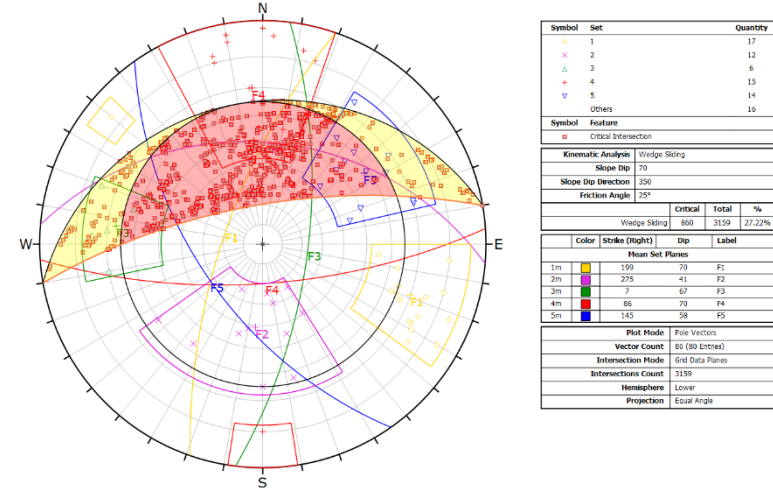 N
F4
F5
F3
F1
W
E
F3
F5
F4
F1
F2
S
Symbol Set Quantity
1 17
2 12
3 6
4 15
5 14
Others 16
Symbol Feature
Critical Intersection
Kinematic Analysis Wedge Sliding
Slope Dip 70
Slope Dip Direction 350
Friction Angle 25°
Critical Total %
Wedge Sliding 860 3159 27.22%
Color Strike (Right) Dip Label
Mean Set Planes
1m 199 70 F1
2m 275 41 F2
3m 7 67 F3
4m 86 70 F4
5m 145 58 F5
Plot Mode Pole Vectors
Vector Count 80 (80 Entries)
Intersection Mode Grid Data Planes
Intersections Count 3159
Hemisphere Lower
Projection Equal Angle